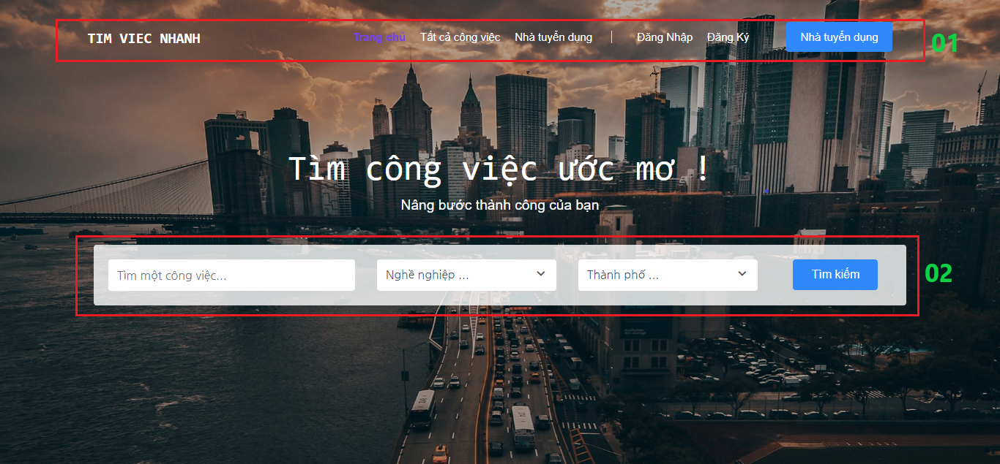 TIM VIEC NHANH Trang chủ Tất cả công việc Nhà tuyển dụng | Đăng Nhập Đăng Ký Nhà tuyển dụng 01
Tìm công việc ước mơ !
Nâng bước thành công của bạn
Tìm một công việc... Nghề nghiệp ... Thành phố ... Tìm kiếm 02